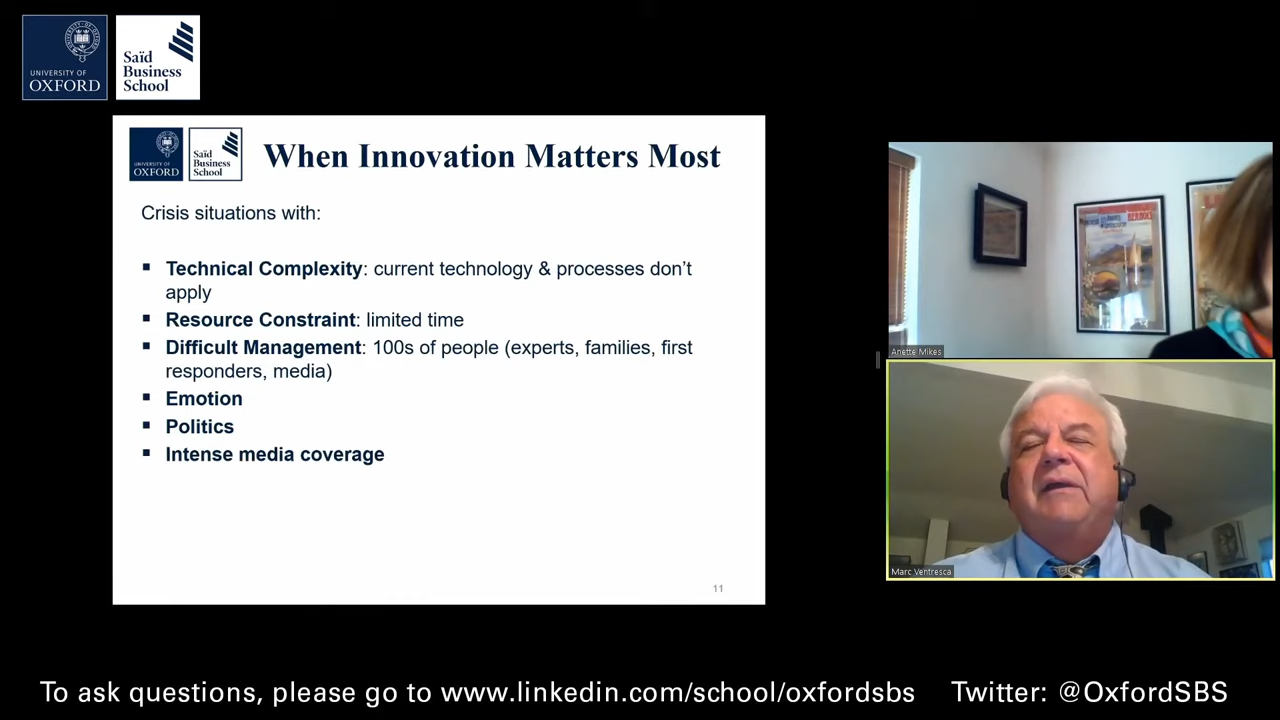 UNIVERSITY OF
OXFORD
Saïd
Business
School
UNIVERSITY OF
OXFORD
Saïd
Business
School
When Innovation Matters Most
Crisis situations with:
▪ Technical Complexity: current technology & processes don’t
apply
▪ Resource Constraint: limited time
▪ Difficult Management: 100s of people (experts, families, first
responders, media)
▪ Emotion
▪ Politics
▪ Intense media coverage
11
Anette Mikes
Marc Ventresca
To ask questions, please go to www.linkedin.com/school/oxfordsbs Twitter: @OxfordSBS